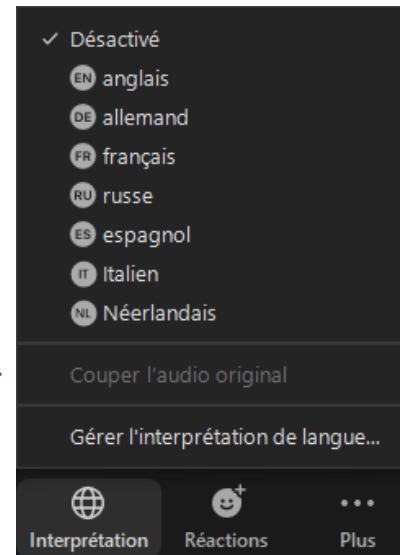 ✓ Désactivé
EN anglais
DE allemand
FR français
RU russe
ES espagnol
IT Italien
NL Néerlandais
Couper l'audio original
Gérer l'interprétation de langue...
Interprétation Réactions Plus